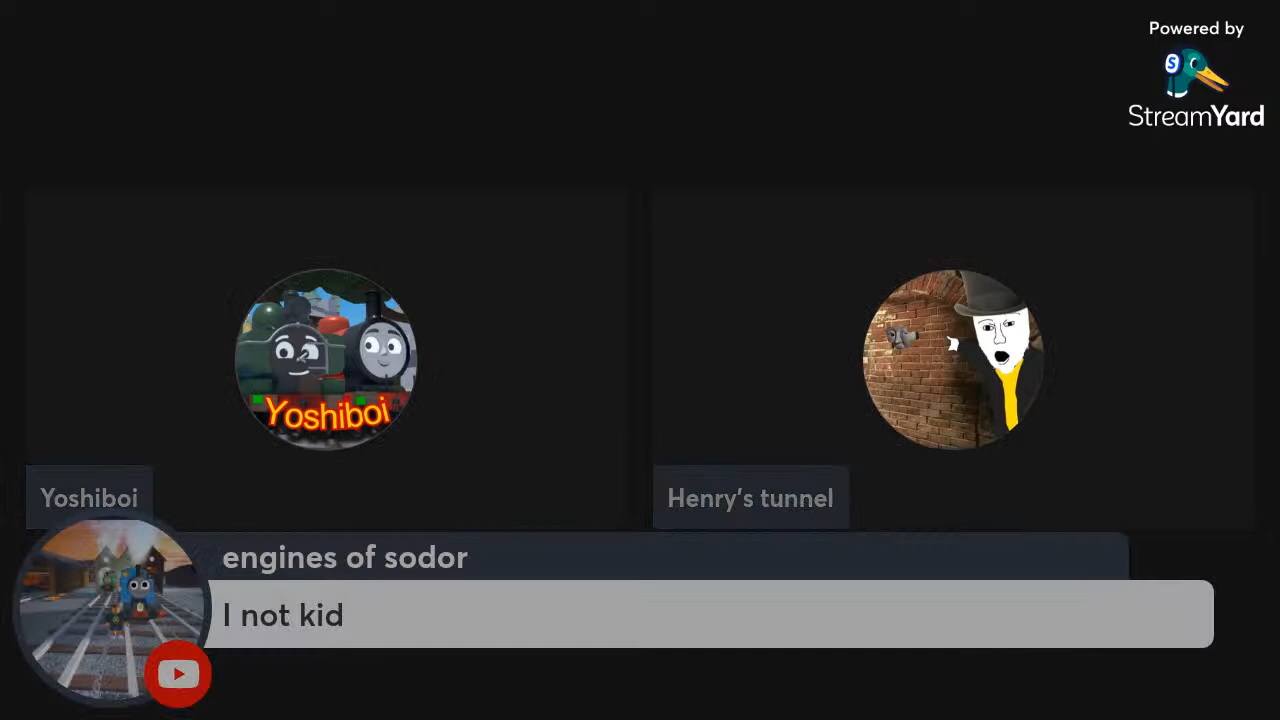 Powered by
StreamYard
Yoshiboi
Yoshiboi
Henry's tunnel
engines of sodor
I not kid